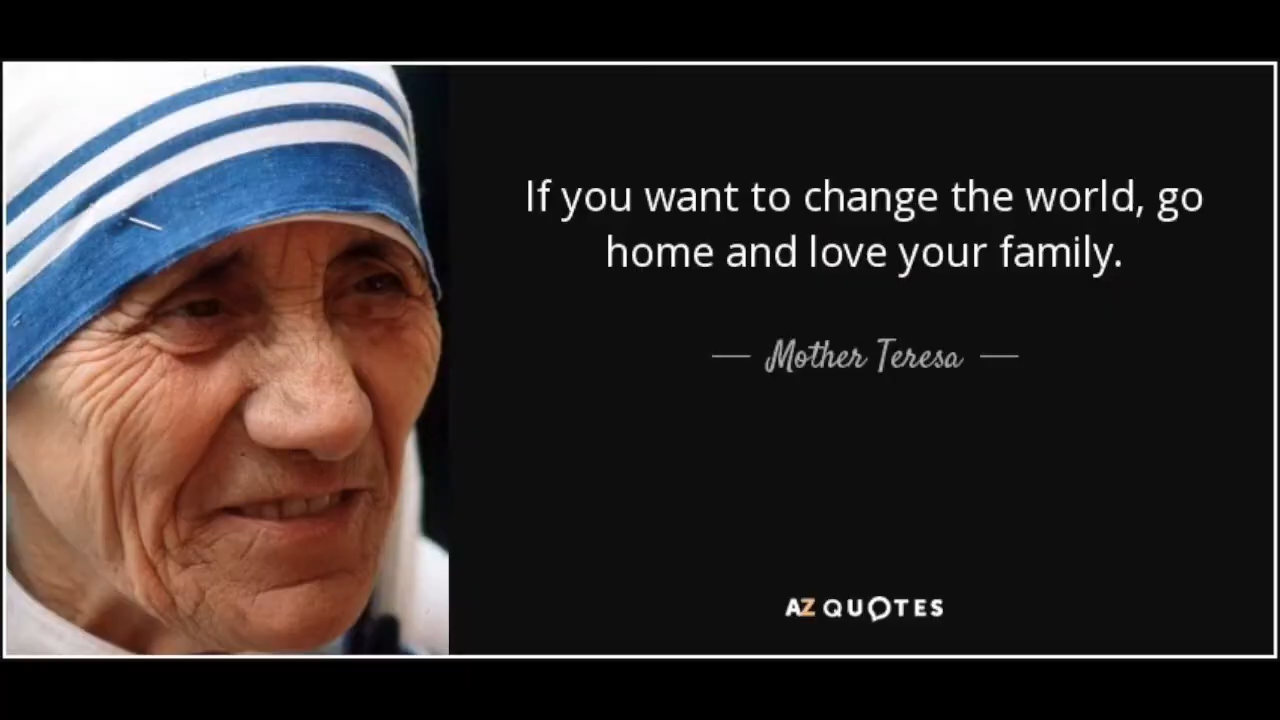 If you want to change the world, go
home and love your family.
— Mother Teresa —
AZ QUOTES